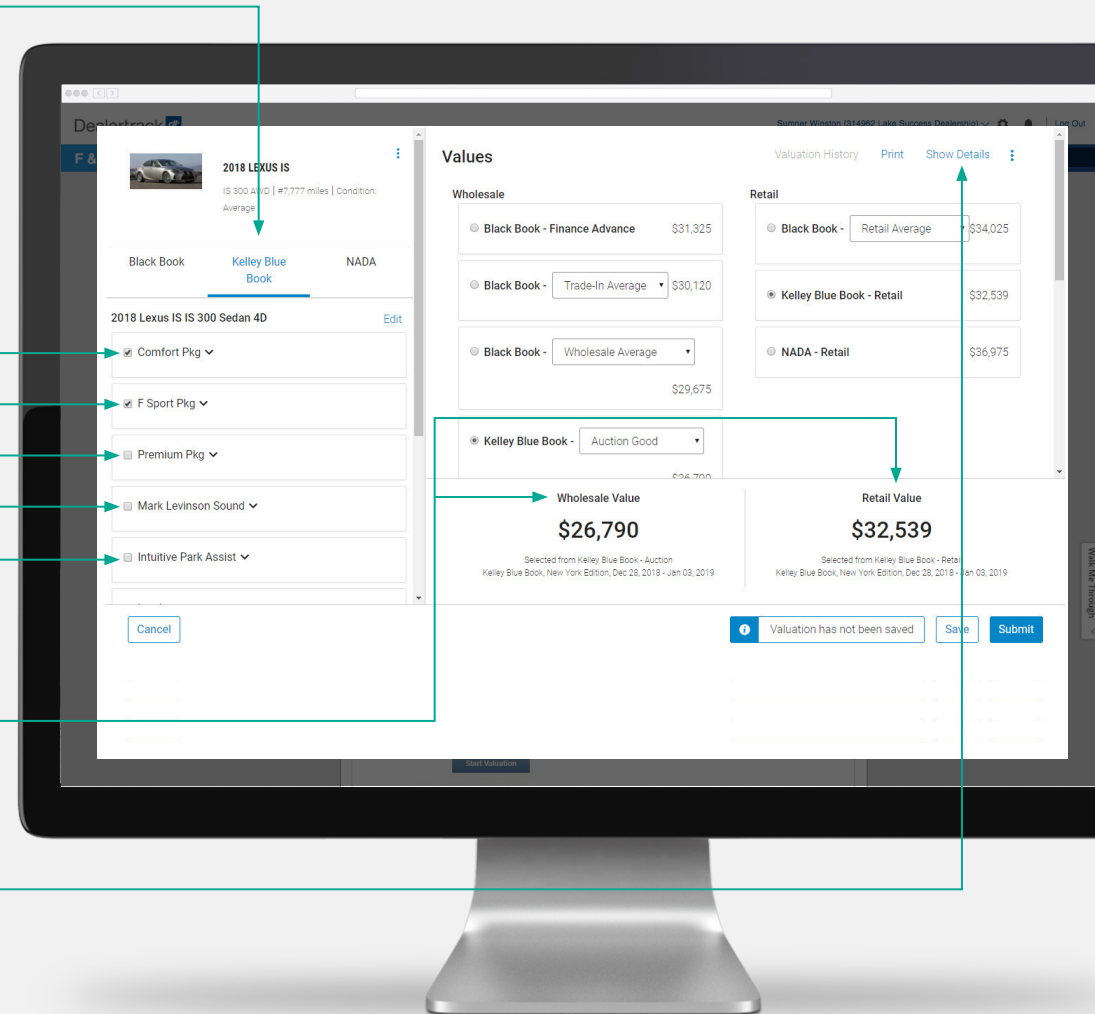 Dealertrack dt
Sumner Winston (314962 Lake Success Dealership)
Log Out
F &
2018 LEXUS IS
IS 300 AWD | #7,777 miles | Condition:
Average
Black Book
Kelley Blue
Book
NADA
2018 Lexus IS IS 300 Sedan 4D
Edit
Comfort Pkg
F Sport Pkg
Premium Pkg
Mark Levinson Sound
Intuitive Park Assist
Cancel
Values
Valuation History
Print
Show Details
Wholesale
Black Book - Finance Advance $31,325
Black Book - Trade-In Average $30,120
Black Book - Wholesale Average
$29,675
Kelley Blue Book - Auction Good
$26,790
Retail
Black Book - Retail Average $34,025
Kelley Blue Book - Retail $32,539
NADA - Retail $36,975
Wholesale Value
$26,790
Selected from Kelley Blue Book - Auction
Kelley Blue Book, New York Edition, Dec 28, 2018 - Jan 03, 2019
Retail Value
$32,539
Selected from Kelley Blue Book - Retail
Kelley Blue Book, New York Edition, Dec 28, 2018 - Jan 03, 2019
Valuation has not been saved
Save
Submit
Walk Me Through
Start Valuation